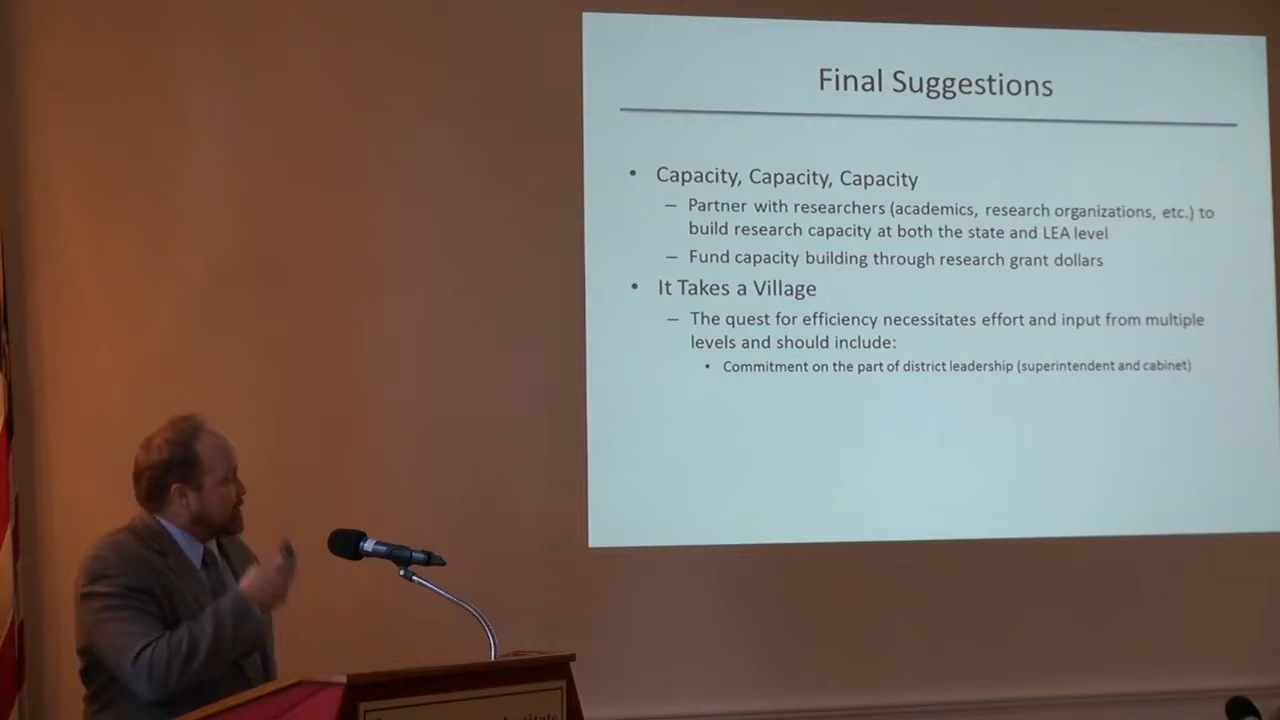 Final Suggestions
• Capacity, Capacity, Capacity
– Partner with researchers (academics, research organizations, etc.) to
build research capacity at both the state and LEA level
– Fund capacity building through research grant dollars
• It Takes a Village
– The quest for efficiency necessitates effort and input from multiple
levels and should include:
• Commitment on the part of district leadership (superintendent and cabinet)